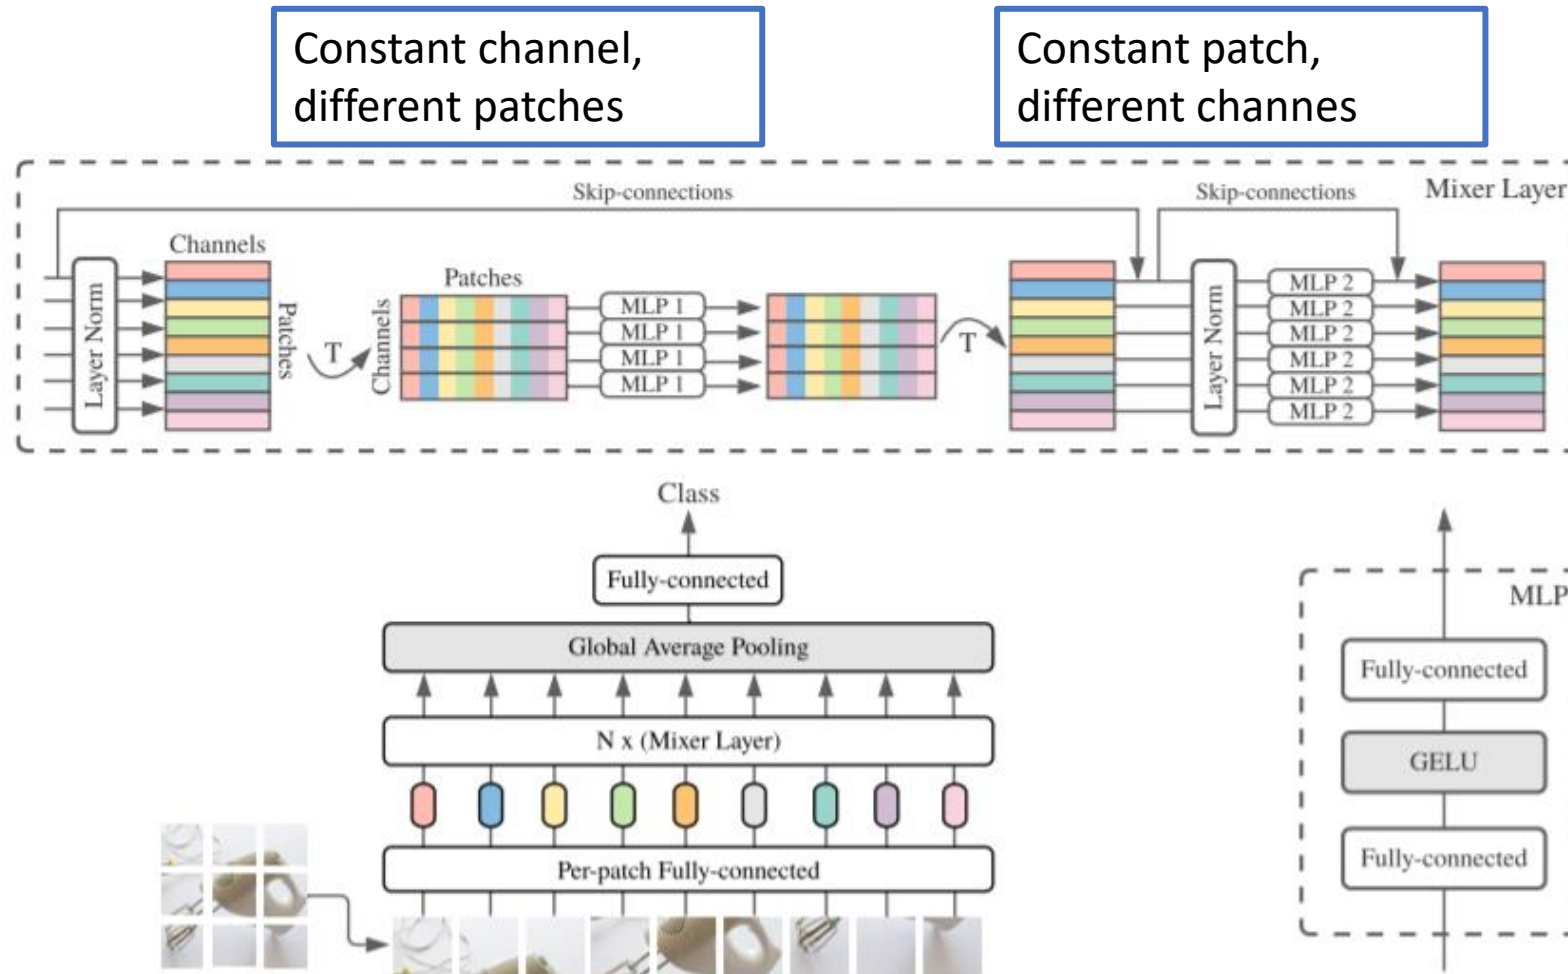 Constant channel,
different patches
Constant patch,
different channes
Skip-connections
Skip-connections
Mixer Layer
Channels
Layer Norm
Patches
T
Patches
Channels
MLP 1
MLP 1
MLP 1
MLP 1
T
Layer Norm
MLP 2
MLP 2
MLP 2
MLP 2
MLP 2
MLP 2
Class
Fully-connected
Global Average Pooling
N x (Mixer Layer)
Per-patch Fully-connected
MLP
Fully-connected
GELU
Fully-connected